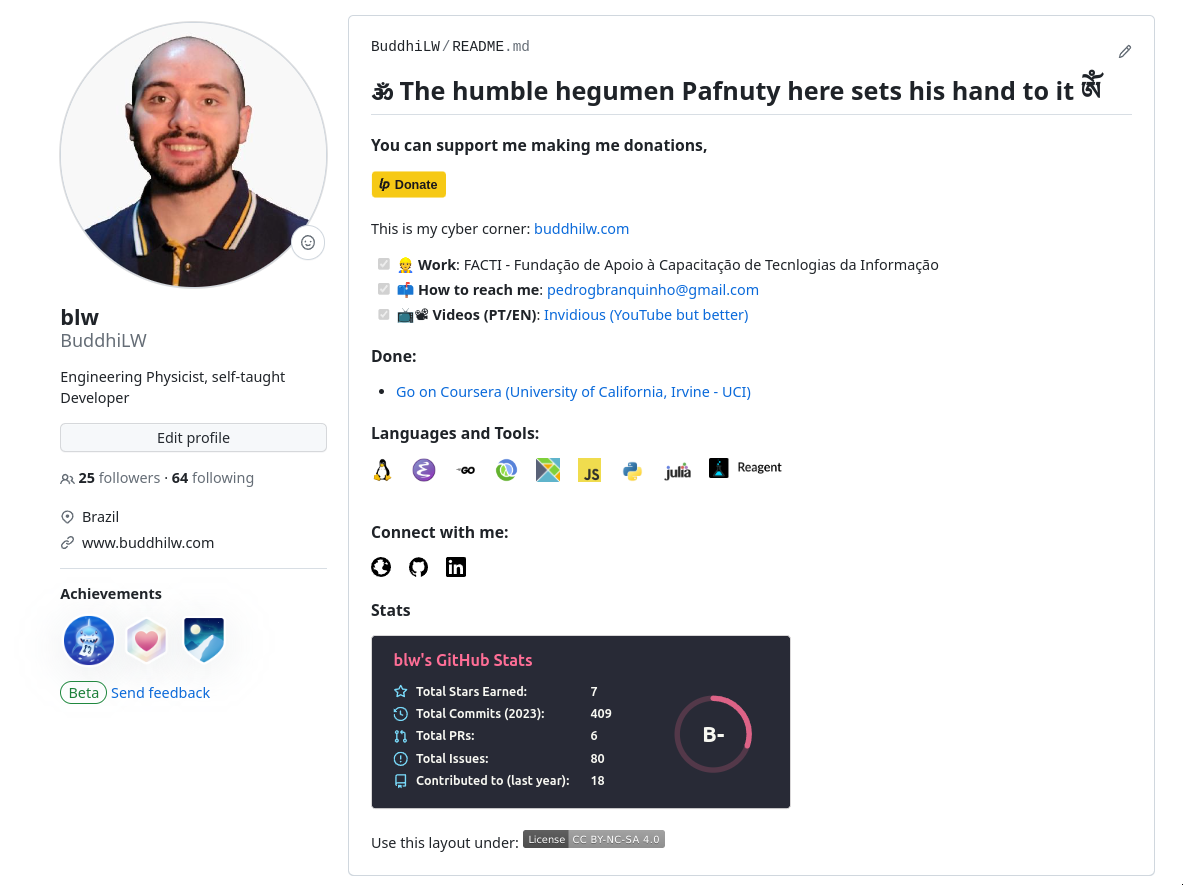 blw
BuddhiLW
Engineering Physicist, self-taught
Developer
Edit profile
25 followers · 64 following
Brazil
www.buddhilw.com
Achievements
Beta Send feedback
BuddhiLW/README.md
ॐ The humble hegumen Pafnuty here sets his hand to it ༀ
You can support me making me donations,
lp Donate
This is my cyber corner: buddhilw.com
Work: FACTI - Fundação de Apoio à Capacitação de Tecnlogias da Informação
How to reach me: pedrogbranquinho@gmail.com
Videos (PT/EN): Invidious (YouTube but better)
Done:
• Go on Coursera (University of California, Irvine - UCI)
Languages and Tools:
GO JS julia Reagent
Connect with me:
in
Stats
blw's GitHub Stats
Total Stars Earned: 7
Total Commits (2023): 409
Total PRs: 6
Total Issues: 80
Contributed to (last year): 18
B-
Use this layout under: License CC BY-NC-SA 4.0